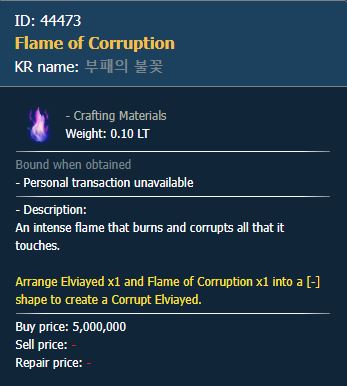 ID: 44473
Flame of Corruption
KR name: 부패의 불꽃
- Crafting Materials
Weight: 0.10 LT
Bound when obtained
- Personal transaction unavailable
- Description:
An intense flame that burns and corrupts all that it
touches.
Arrange Elviayed x1 and Flame of Corruption x1 into a [-]
shape to create a Corrupt Elviayed.
Buy price: 5,000,000
Sell price: -
Repair price: -